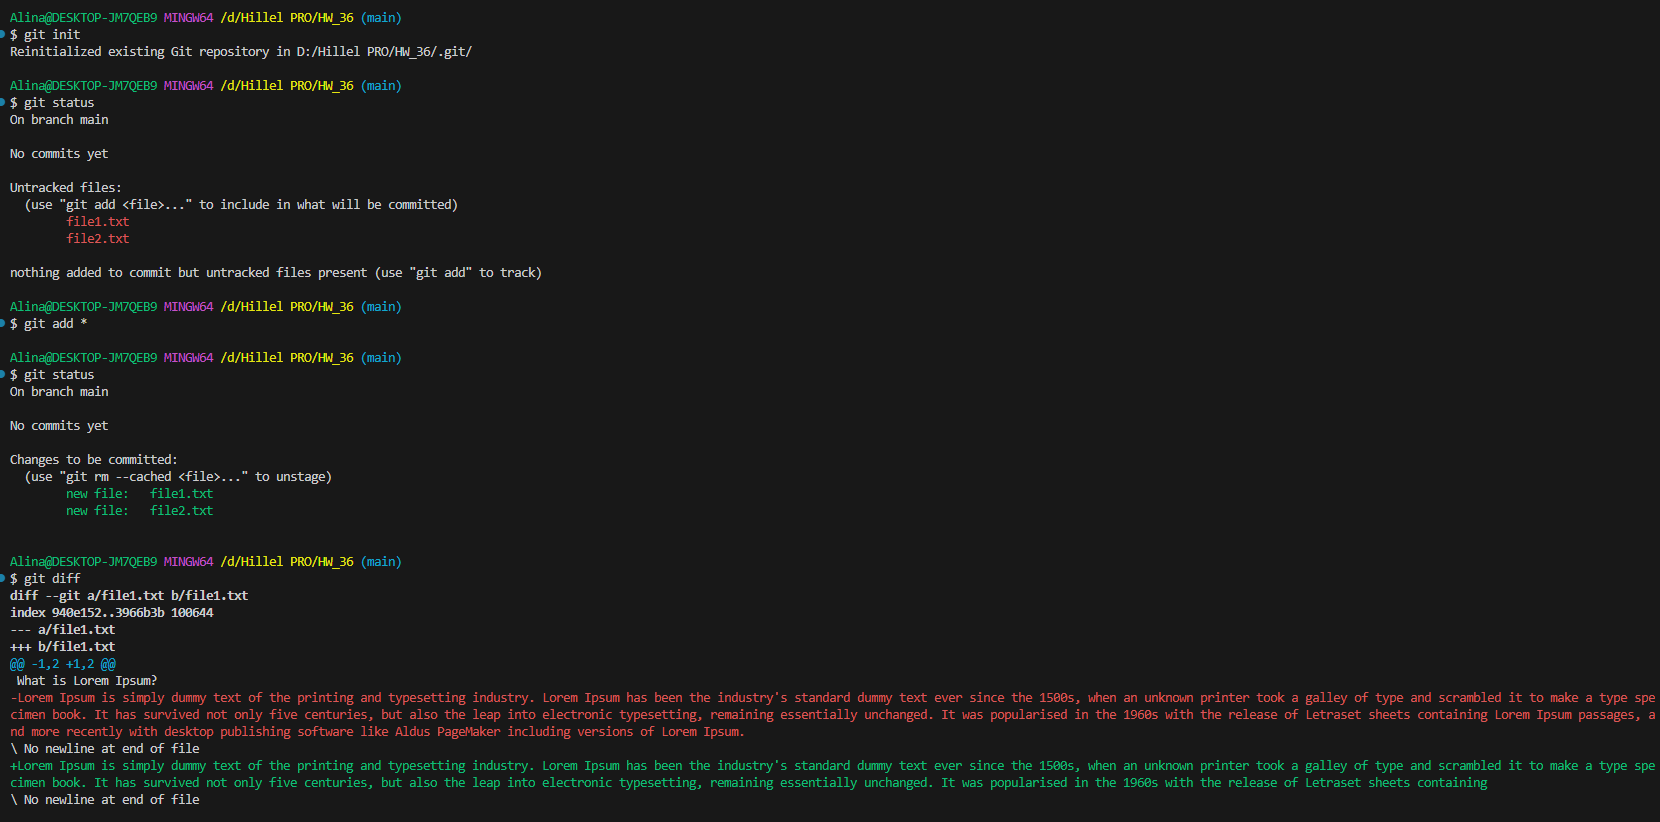 Alina@DESKTOP-JM7QEB9 MINGW64 /d/Hillel PRO/HW_36 (main)
$ git init
Reinitialized existing Git repository in D:/Hillel PRO/HW_36/.git/

Alina@DESKTOP-JM7QEB9 MINGW64 /d/Hillel PRO/HW_36 (main)
$ git status
On branch main

No commits yet

Untracked files:
  (use "git add <file>..." to include in what will be committed)
        file1.txt
        file2.txt

nothing added to commit but untracked files present (use "git add" to track)

Alina@DESKTOP-JM7QEB9 MINGW64 /d/Hillel PRO/HW_36 (main)
$ git add *

Alina@DESKTOP-JM7QEB9 MINGW64 /d/Hillel PRO/HW_36 (main)
$ git status
On branch main

No commits yet

Changes to be committed:
  (use "git rm --cached <file>..." to unstage)
        new file:   file1.txt
        new file:   file2.txt

Alina@DESKTOP-JM7QEB9 MINGW64 /d/Hillel PRO/HW_36 (main)
$ git diff
diff --git a/file1.txt b/file1.txt
index 940e152..3966b3b 100644
--- a/file1.txt
+++ b/file1.txt
@@ -1,2 +1,2 @@
 What is Lorem Ipsum?
-Lorem Ipsum is simply dummy text of the printing and typesetting industry. Lorem Ipsum has been the industry's standard dummy text ever since the 1500s, when an unknown printer took a galley of type and scrambled it to make a type spe
cimen book. It has survived not only five centuries, but also the leap into electronic typesetting, remaining essentially unchanged. It was popularised in the 1960s with the release of Letraset sheets containing Lorem Ipsum passages, a
nd more recently with desktop publishing software like Aldus PageMaker including versions of Lorem Ipsum.
\ No newline at end of file
+Lorem Ipsum is simply dummy text of the printing and typesetting industry. Lorem Ipsum has been the industry's standard dummy text ever since the 1500s, when an unknown printer took a galley of type and scrambled it to make a type spe
cimen book. It has survived not only five centuries, but also the leap into electronic typesetting, remaining essentially unchanged. It was popularised in the 1960s with the release of Letraset sheets containing
\ No newline at end of file